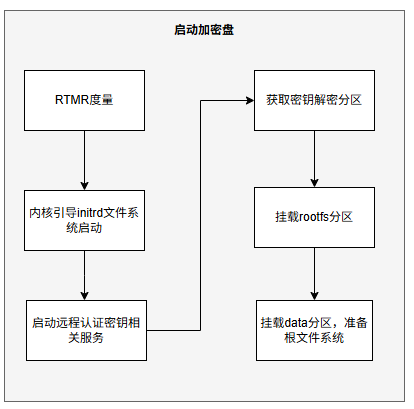 启动加密盘
RTMR度量
内核引导initrd文件系
统启动
启动远程认证密钥相
关服务
获取密钥解密分区
挂载rootfs分区
挂载data分区，准备
根文件系统